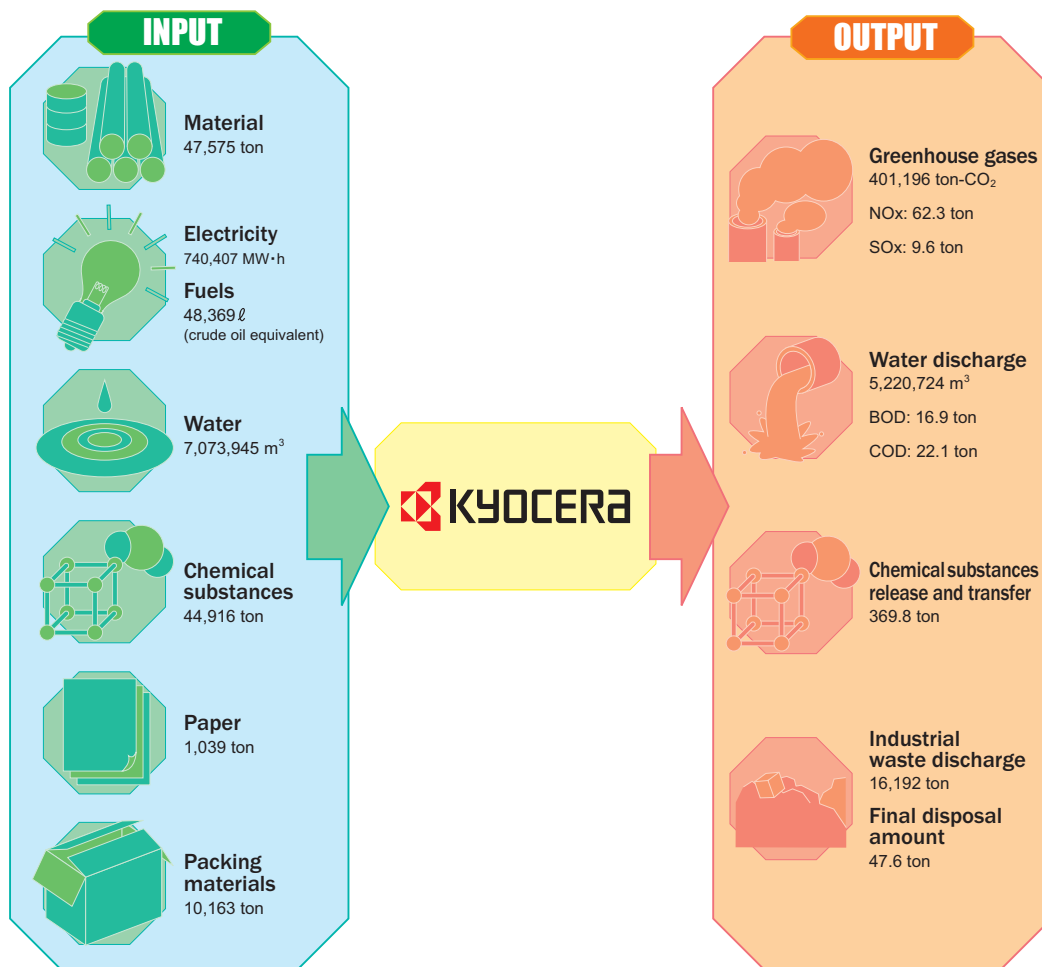 INPUT
Material
47,575 ton
Electricity
740,407 MW・h
Fuels
48,369ℓ
(crude oil equivalent)
Water
7,073,945 m³
Chemical
substances
44,916 ton
Paper
1,039 ton
Packing
materials
10,163 ton
KYOCERA
OUTPUT
Greenhouse gases
401,196 ton-CO₂
NOx: 62.3 ton
SOx: 9.6 ton
Water discharge
5,220,724 m³
BOD: 16.9 ton
COD: 22.1 ton
Chemical substances
release and transfer
369.8 ton
Industrial
waste discharge
16,192 ton
Final disposal
amount
47.6 ton